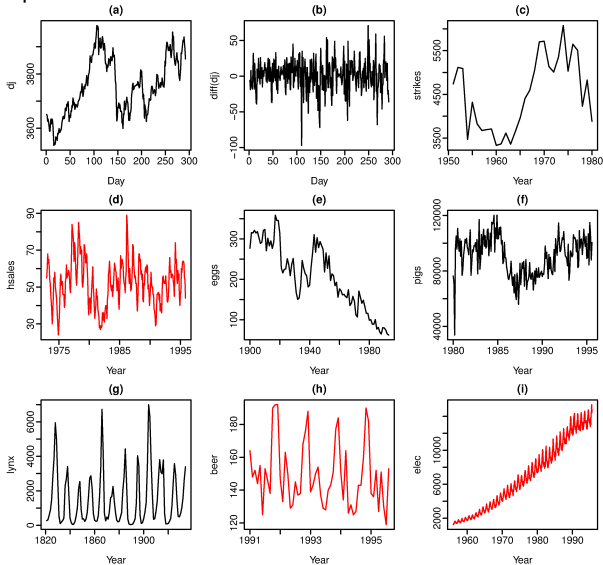 (a) (b) (c)
dj
3600 3800
0 50 100 150 200 250 300
Day
diff(dj)
−100 −50 0 50
0 50 100 150 200 250 300
Day
strikes
3500 4500 5500
1950 1960 1970 1980
Year
(d) (e) (f)
hsales
30 50 70 90
1975 1985 1995
Year
eggs
100 200 300
1900 1940 1980
Year
pigs
40000 80000 120000
1980 1985 1990 1995
Year
(g) (h) (i)
lynx
0 2000 4000 6000
1820 1860 1900
Year
beer
120 140 160 180
1991 1993 1995
Year
elec
2000 6000 10000
1960 1970 1980 1990
Year